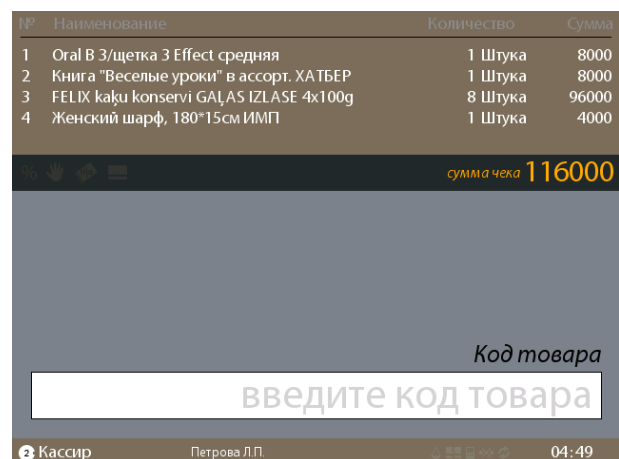 № Наименование Количество Сумма
1 Oral B 3/щетка 3 Effect средняя 1 Штука 8000
2 Книга "Веселые уроки" в ассорт. ХАТБЕР 1 Штука 8000
3 FELIX kaķu konservi GAĻAS IZLASE 4x100g 8 Штука 96000
4 Женский шарф, 180*15см ИМП 1 Штука 4000
% сумма чека 116000
Код товара
введите код товара
2 Кассир Петрова Л.П. 04:49